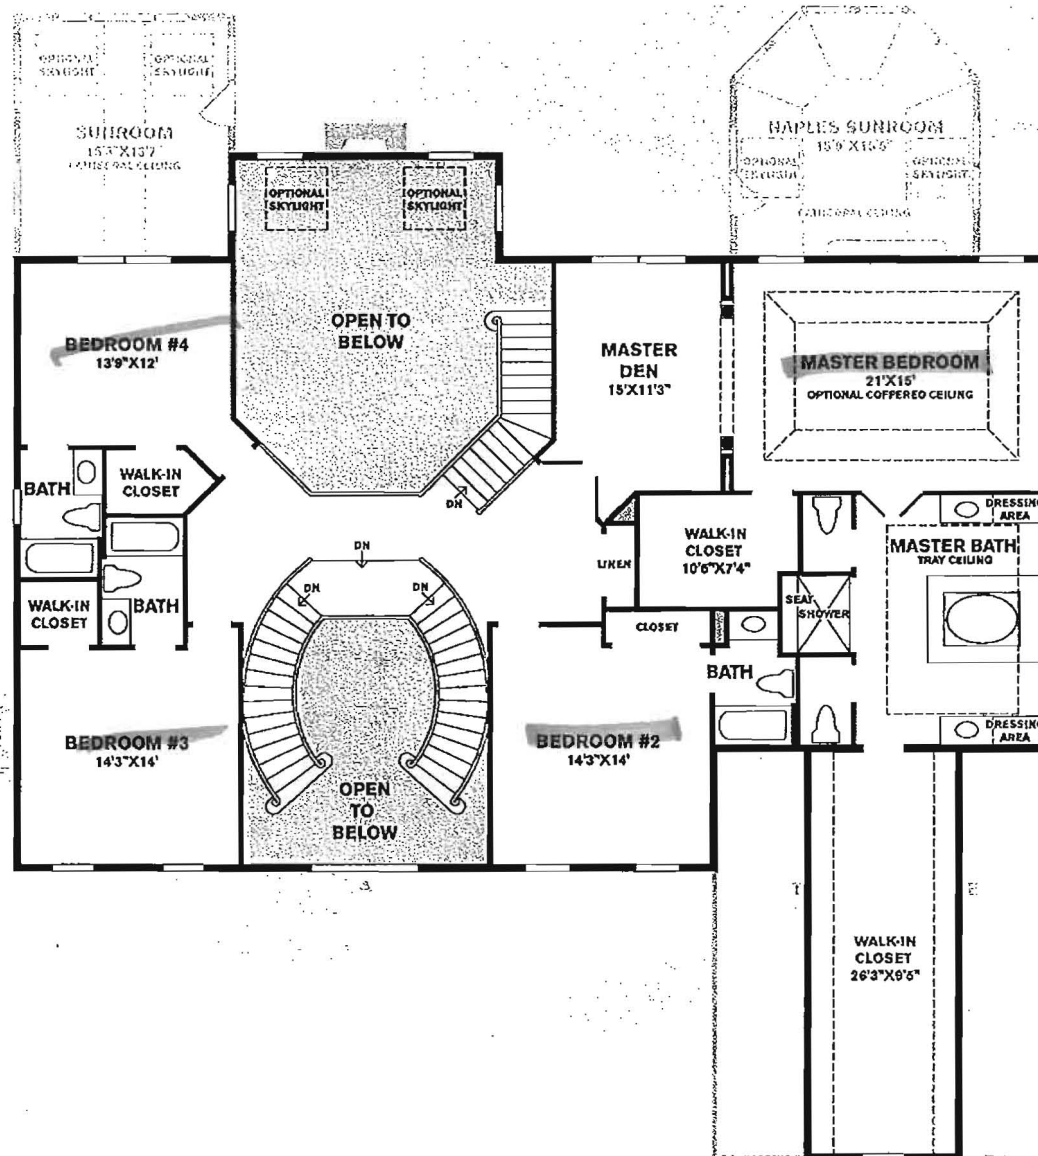 OPTIONAL
SKYLIGHT
OPTIONAL
SKYLIGHT
SUNROOM
CATHEDRAL CEILING
NAPLES SUNROOM
OPTIONAL
SKYLIGHT
OPTIONAL
SKYLIGHT
CATHEDRAL CEILING
OPTIONAL
SKYLIGHT
OPTIONAL
SKYLIGHT
OPEN TO
BELOW
BEDROOM #4
13'9"X12'
MASTER
DEN
15'X11'3"
MASTER BEDROOM
21'X15'
OPTIONAL COFFERED CEILING
BATH
WALK-IN
CLOSET
DN
DRESSING
AREA
WALK-IN
CLOSET
10'6"X7'4"
MASTER BATH
TRAY CEILING
LINEN
DN
DN
DN
SEAT
SHOWER
WALK-IN
CLOSET
BATH
CLOSET
BATH
DRESSING
AREA
BEDROOM #3
14'3"X14'
BEDROOM #2
14'3"X14'
OPEN
TO
BELOW
WALK-IN
CLOSET